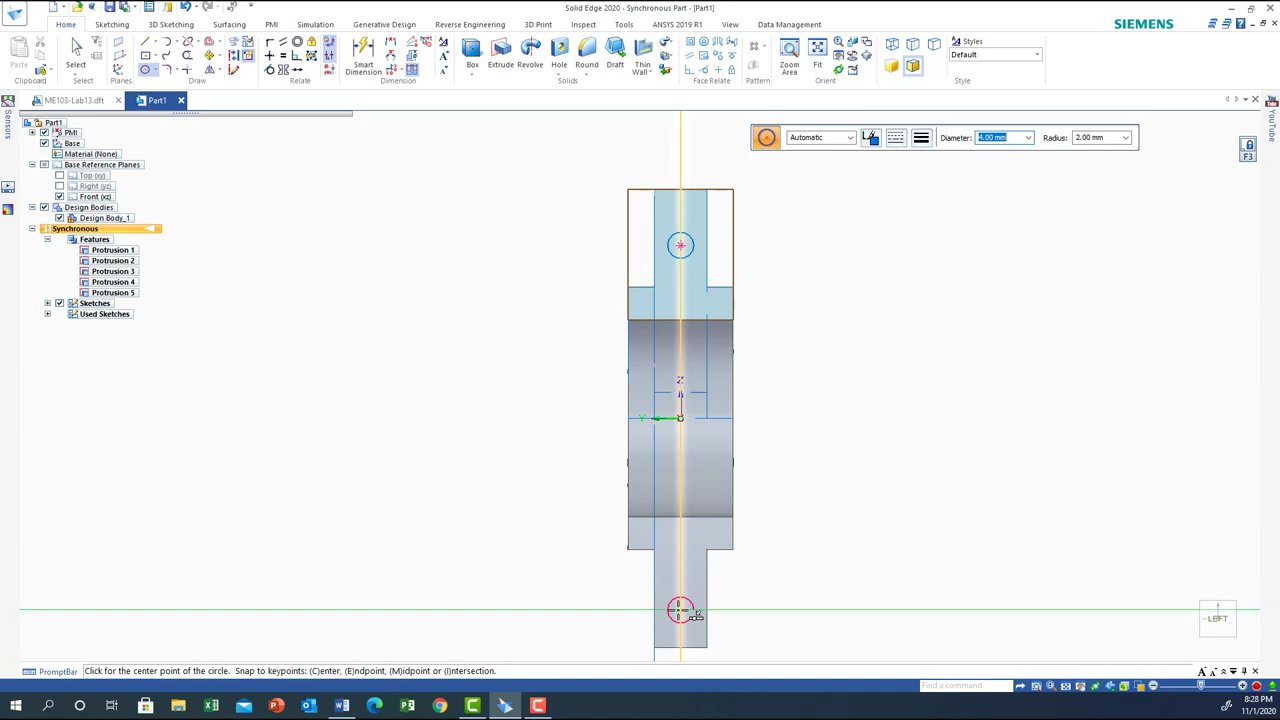 Solid Edge 2020 - Synchronous Part - [Part1]
Home Sketching 3D Sketching Surfacing PMI Simulation Generative Design Reverse Engineering 3D Print Inspect Tools ANSYS 2019 R1 View Data Management
SIEMENS
Paste
Select
Smart Dimension
Box
Extrude
Revolve
Hole
Round
Draft
Thin Wall
Zoom Area
Fit
Styles
Default
Clipboard Select Planes Draw Relate Dimension Solids Face Relate Pattern Orient Style
ME103-Lab13.dft
Part1
Sensors
YouTube
Part1
PMI
Base
Material (None)
Base Reference Planes
Top (xy)
Right (yz)
Front (xz)
Design Bodies
Design Body_1
Synchronous
Features
Protrusion 1
Protrusion 2
Protrusion 3
Protrusion 4
Protrusion 5
Sketches
Used Sketches
Automatic
Diameter: 4.00 mm
Radius: 2.00 mm
F3
Z
Y
LEFT
PromptBar
Click for the center point of the circle. Snap to keypoints: (C)enter, (E)ndpoint, (M)idpoint or (I)ntersection.
Find a command
8:28 PM
11/1/2020